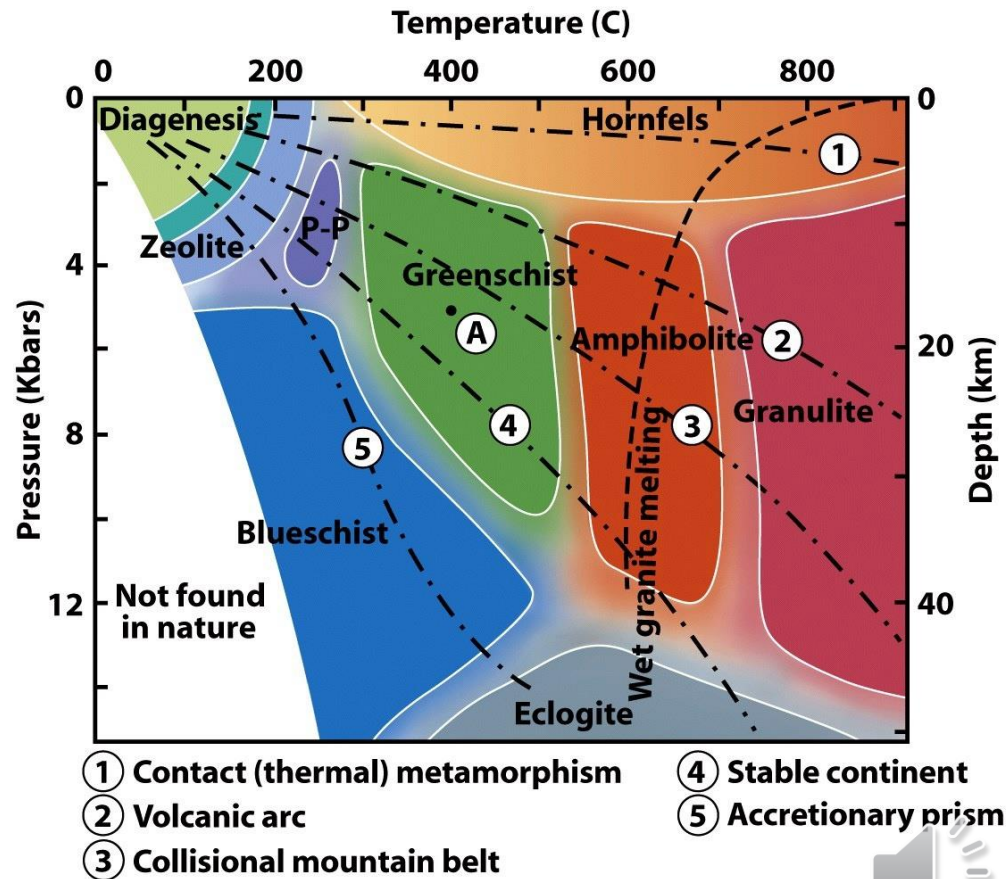 Temperature (C)
0 200 400 600 800
0 0
Diagenesis Hornfels
1
P-P
Zeolite
4
Greenschist
A
Amphibolite 2
20
Granulite
8
4 3
5
Pressure (Kbars)
Depth (km)
Wet granite melting
Blueschist
12 40
Not found
in nature
Eclogite
1 Contact (thermal) metamorphism
2 Volcanic arc
3 Collisional mountain belt
4 Stable continent
5 Accretionary prism